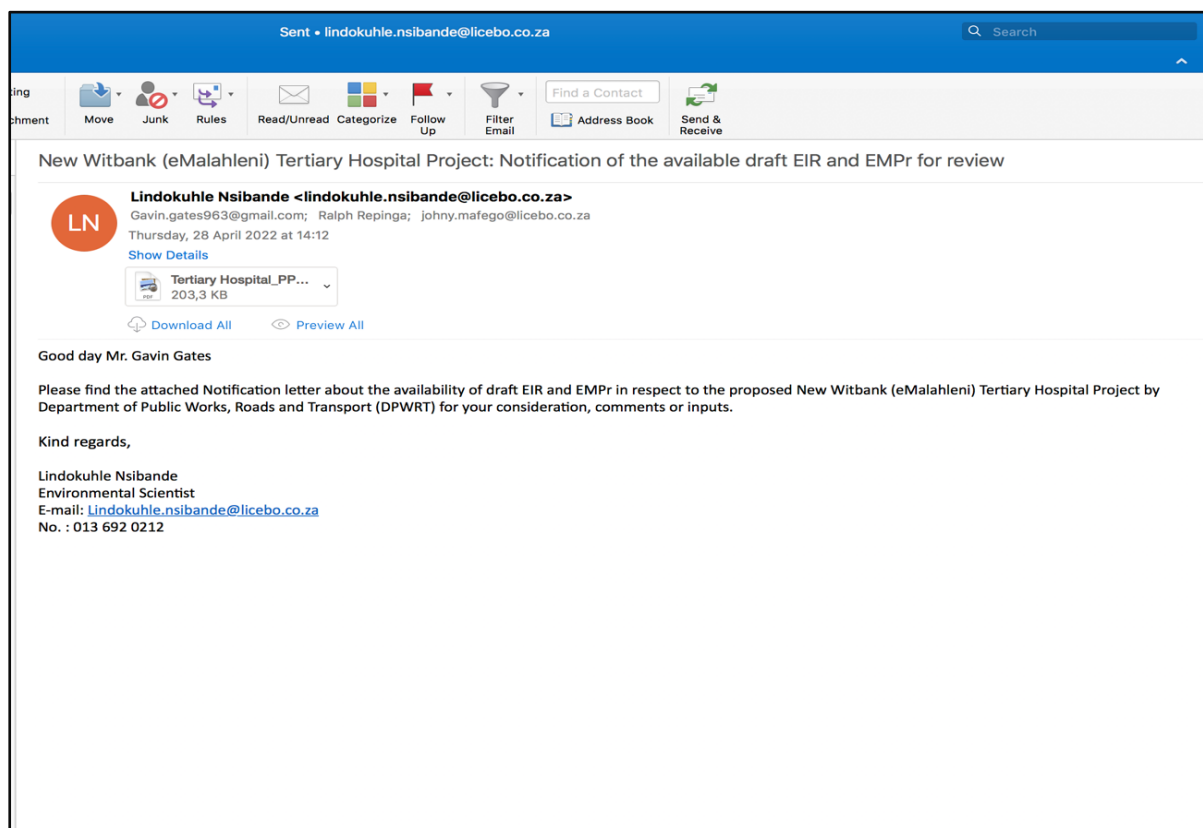 Sent • lindokuhle.nsibande@licebo.co.za
Search
Move
Junk
Rules
Read/Unread
Categorize
Follow Up
Filter Email
Find a Contact
Address Book
Send & Receive
New Witbank (eMalahleni) Tertiary Hospital Project: Notification of the available draft EIR and EMPr for review
LN
Lindokuhle Nsibande <lindokuhle.nsibande@licebo.co.za>
Gavin.gates963@gmail.com; Ralph Repinga; johny.mafego@licebo.co.za
Thursday, 28 April 2022 at 14:12
Show Details
Tertiary Hospital_PP...
PDF
203,3 KB
Download All
Preview All
Good day Mr. Gavin Gates
Please find the attached Notification letter about the availability of draft EIR and EMPr in respect to the proposed New Witbank (eMalahleni) Tertiary Hospital Project by
Department of Public Works, Roads and Transport (DPWRT) for your consideration, comments or inputs.
Kind regards,
Lindokuhle Nsibande
Environmental Scientist
E-mail: Lindokuhle.nsibande@licebo.co.za
No. : 013 692 0212